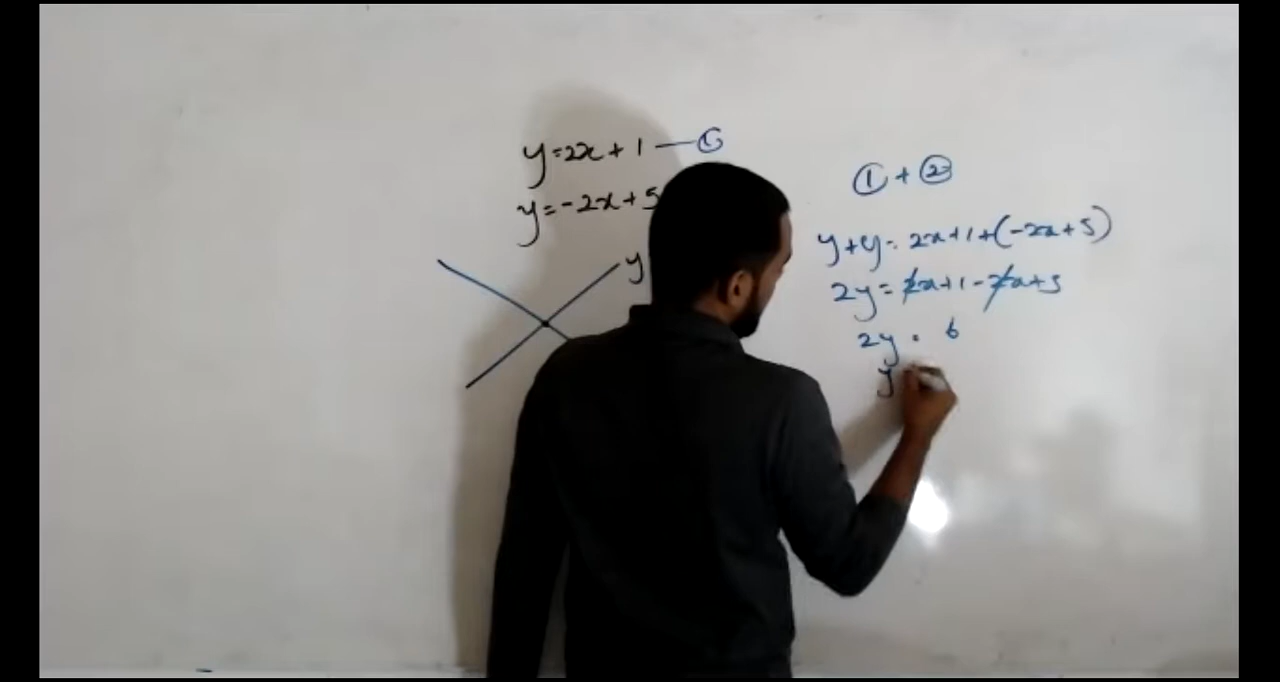 y=2x+1 — ①
y=-2x+5
y
① + ②
y+y=2x+1+(-2x+5)
2y=2x+1-2x+5
2y = 6
y